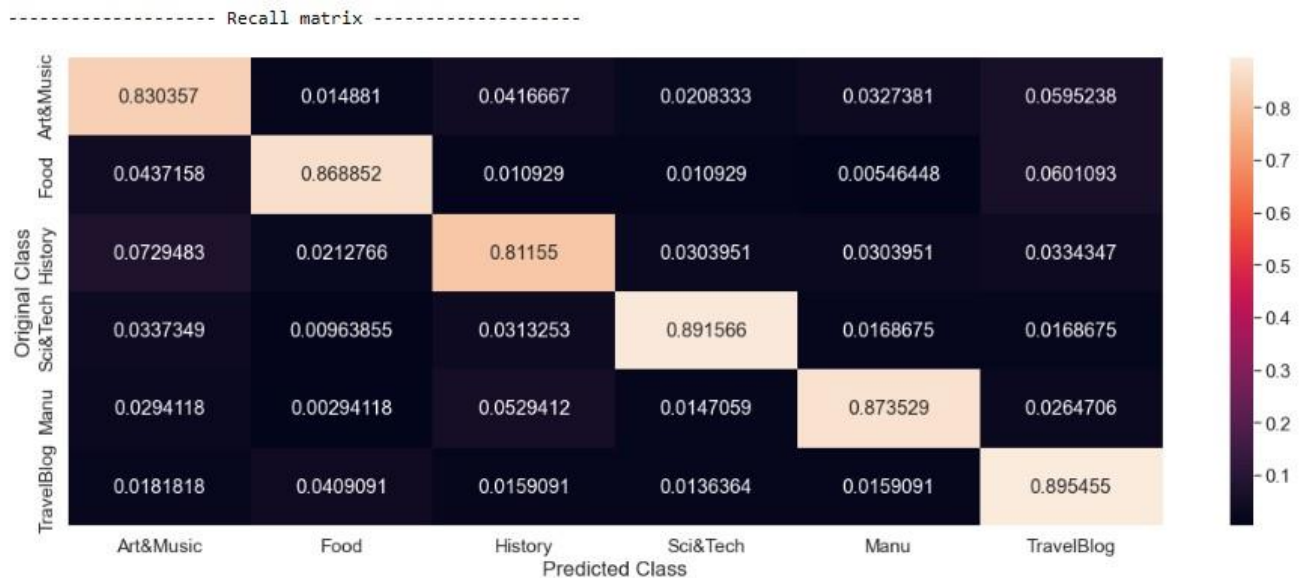 -------------------- Recall matrix --------------------
Art&Music 0.830357 0.014881 0.0416667 0.0208333 0.0327381 0.0595238
Food 0.0437158 0.868852 0.010929 0.010929 0.00546448 0.0601093
History 0.0729483 0.0212766 0.81155 0.0303951 0.0303951 0.0334347
Sci&Tech 0.0337349 0.00963855 0.0313253 0.891566 0.0168675 0.0168675
Manu 0.0294118 0.00294118 0.0529412 0.0147059 0.873529 0.0264706
TravelBlog 0.0181818 0.0409091 0.0159091 0.0136364 0.0159091 0.895455
Original Class
Art&Music Food History Sci&Tech Manu TravelBlog
Predicted Class
0.8
0.7
0.6
0.5
0.4
0.3
0.2
0.1